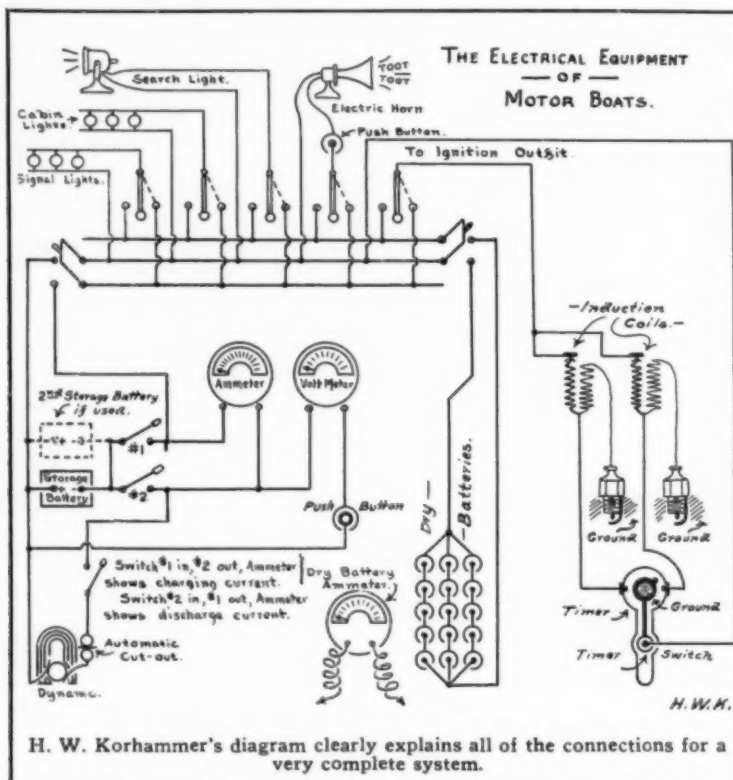 THE ELECTRICAL EQUIPMENT
— OF —
MOTOR BOATS.
Search Light.
TOOT
TOOT
Electric Horn
Push Button.
Cabin
Lights.
Signal Lights.
To Ignition Outfit.
—Induction
Coils.—
2nd Storage Battery
if used.
Ammeter
Volt Meter
#1
Storage
Battery
#2
Push Button
Dry —
— Batteries.
Ground
Ground
Switch #1 in, #2 out, Ammeter
shows charging current.
Switch #2 in, #1 out, Ammeter
shows discharge current.
Dry Battery
Ammeter.
Automatic
Cut-out.
Dynamo.
Timer
Ground
Timer Switch
H.W.K.
H. W. Korhammer's diagram clearly explains all of the connections for a
very complete system.